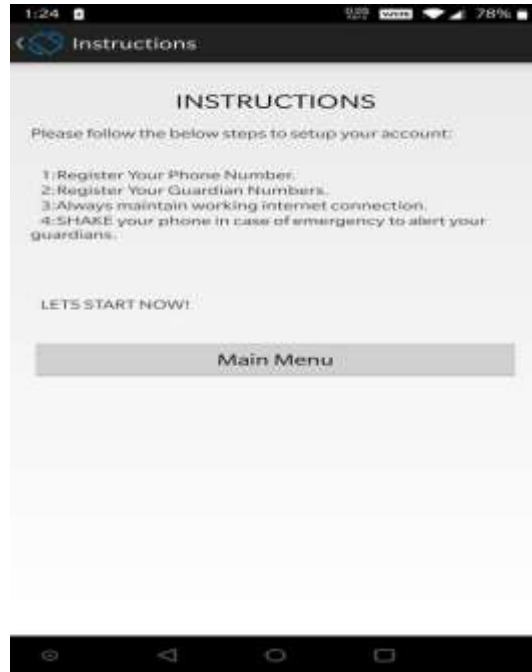 1:24 78%
Instructions
INSTRUCTIONS
Please follow the below steps to setup your account:
1:Register Your Phone Number.
2:Register Your Guardian Numbers.
3:Always maintain working internet connection.
4:SHAKE your phone in case of emergency to alert your
guardians.
LETS START NOW!
Main Menu